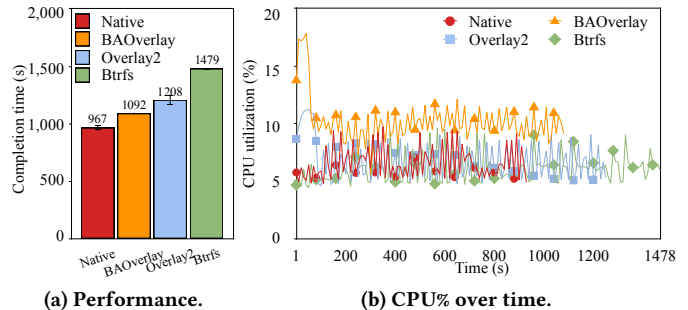 Completion time (s)
2,000
1,500
1,000
500
0
Native
BAOverlay
Overlay2
Btrfs
967
1092
1208
1479
Native
BAOverlay
Overlay2
Btrfs
(a) Performance.
CPU utilization (%)
20
15
10
5
0
Native
BAOverlay
Overlay2
Btrfs
1 200 400 600 800 1000 1200 1478
Time (s)
(b) CPU% over time.